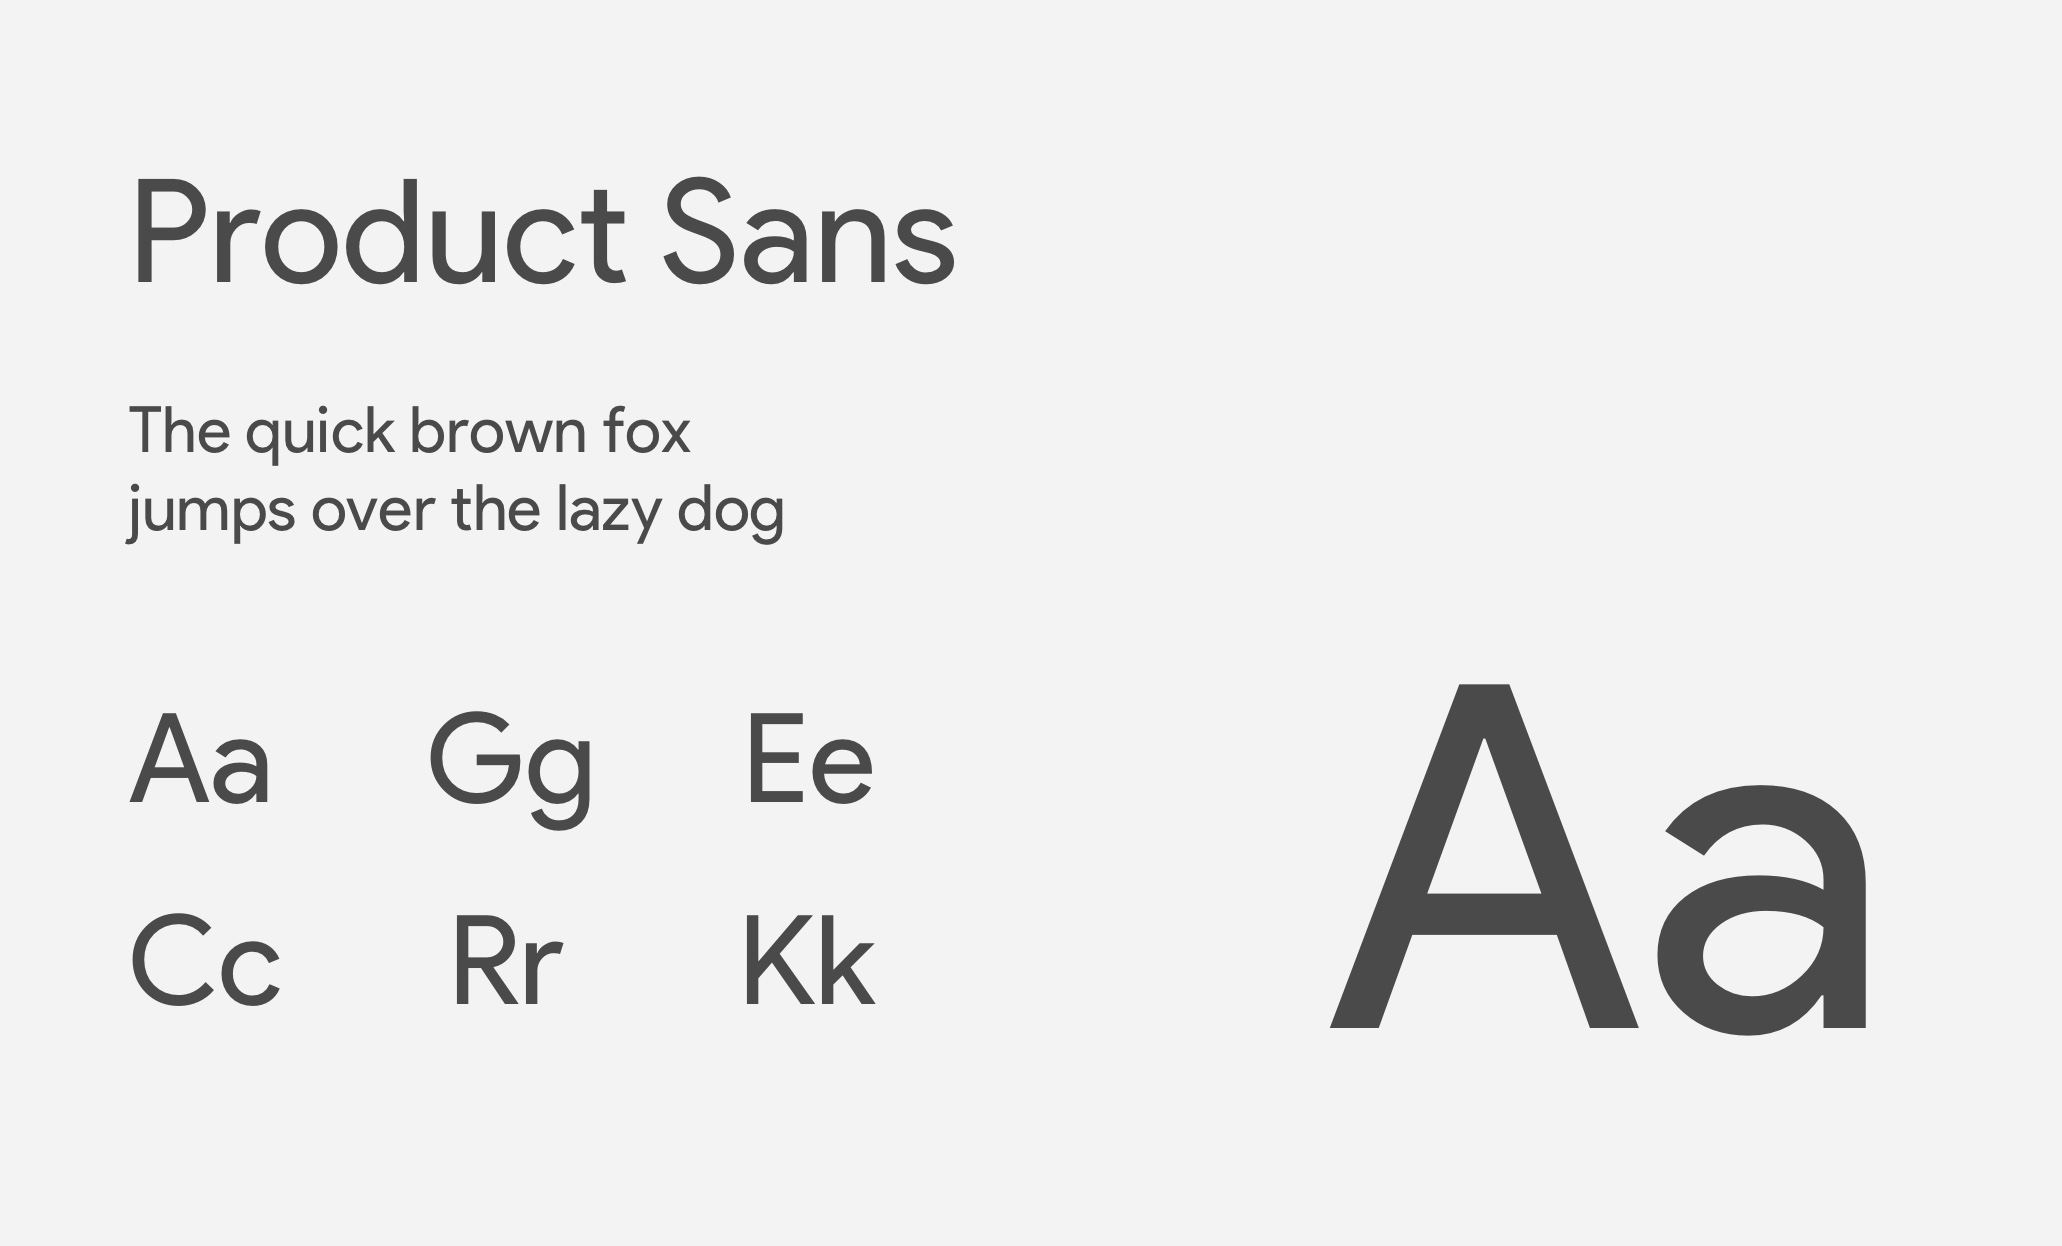 Product Sans
The quick brown fox
jumps over the lazy dog
Aa Gg Ee
Cc Rr Kk
Aa